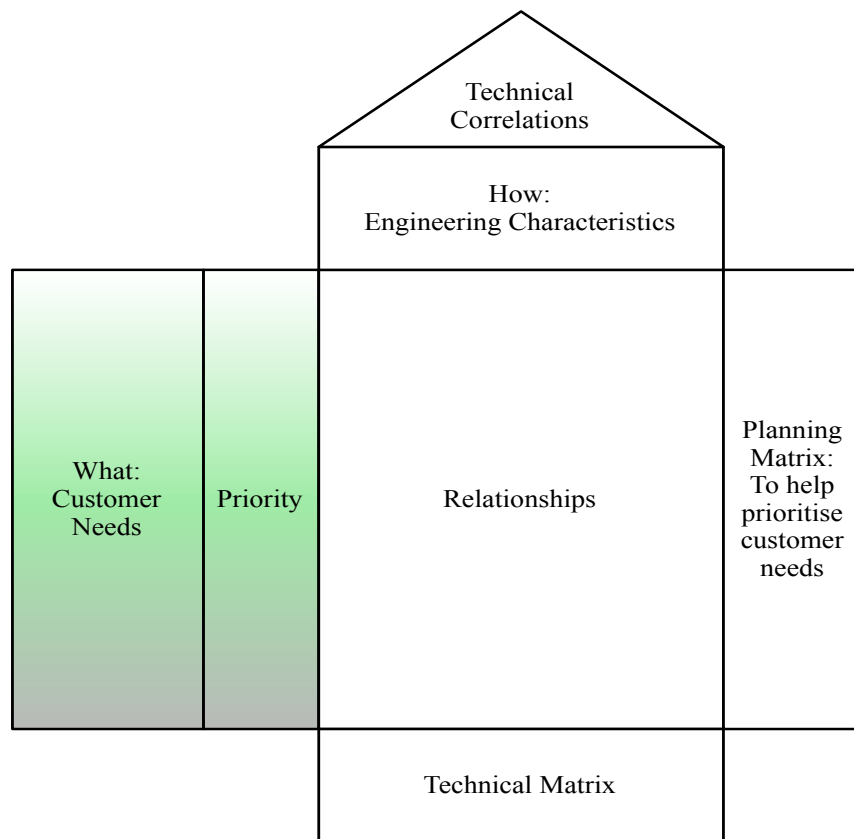 Technical
Correlations
How:
Engineering Characteristics
What:
Customer
Needs
Priority
Relationships
Planning
Matrix:
To help
prioritise
customer
needs
Technical Matrix